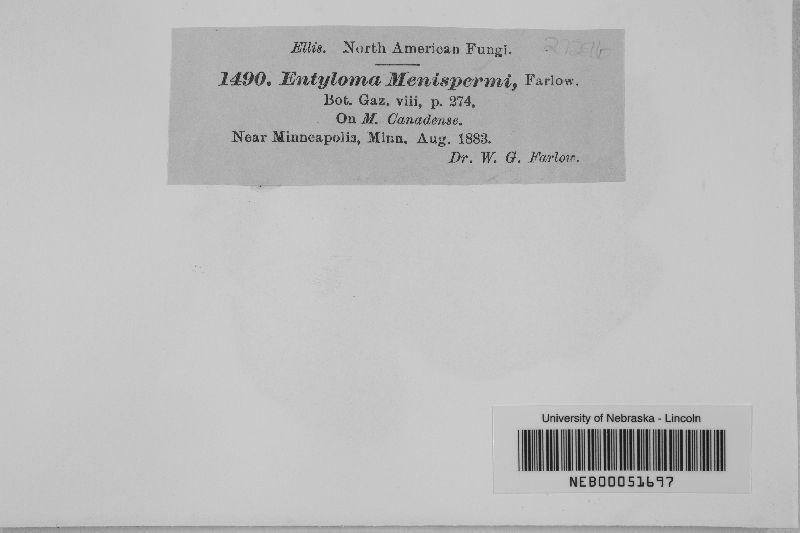 Ellis. North American Fungi.
1490. Entyloma Menispermi, Farlow.
Bot. Gaz. viii, p. 274.
On M. Canadense.
Near Minneapolis, Minn. Aug. 1883.
Dr. W. G. Farlow.
University of Nebraska - Lincoln
NEB00051697